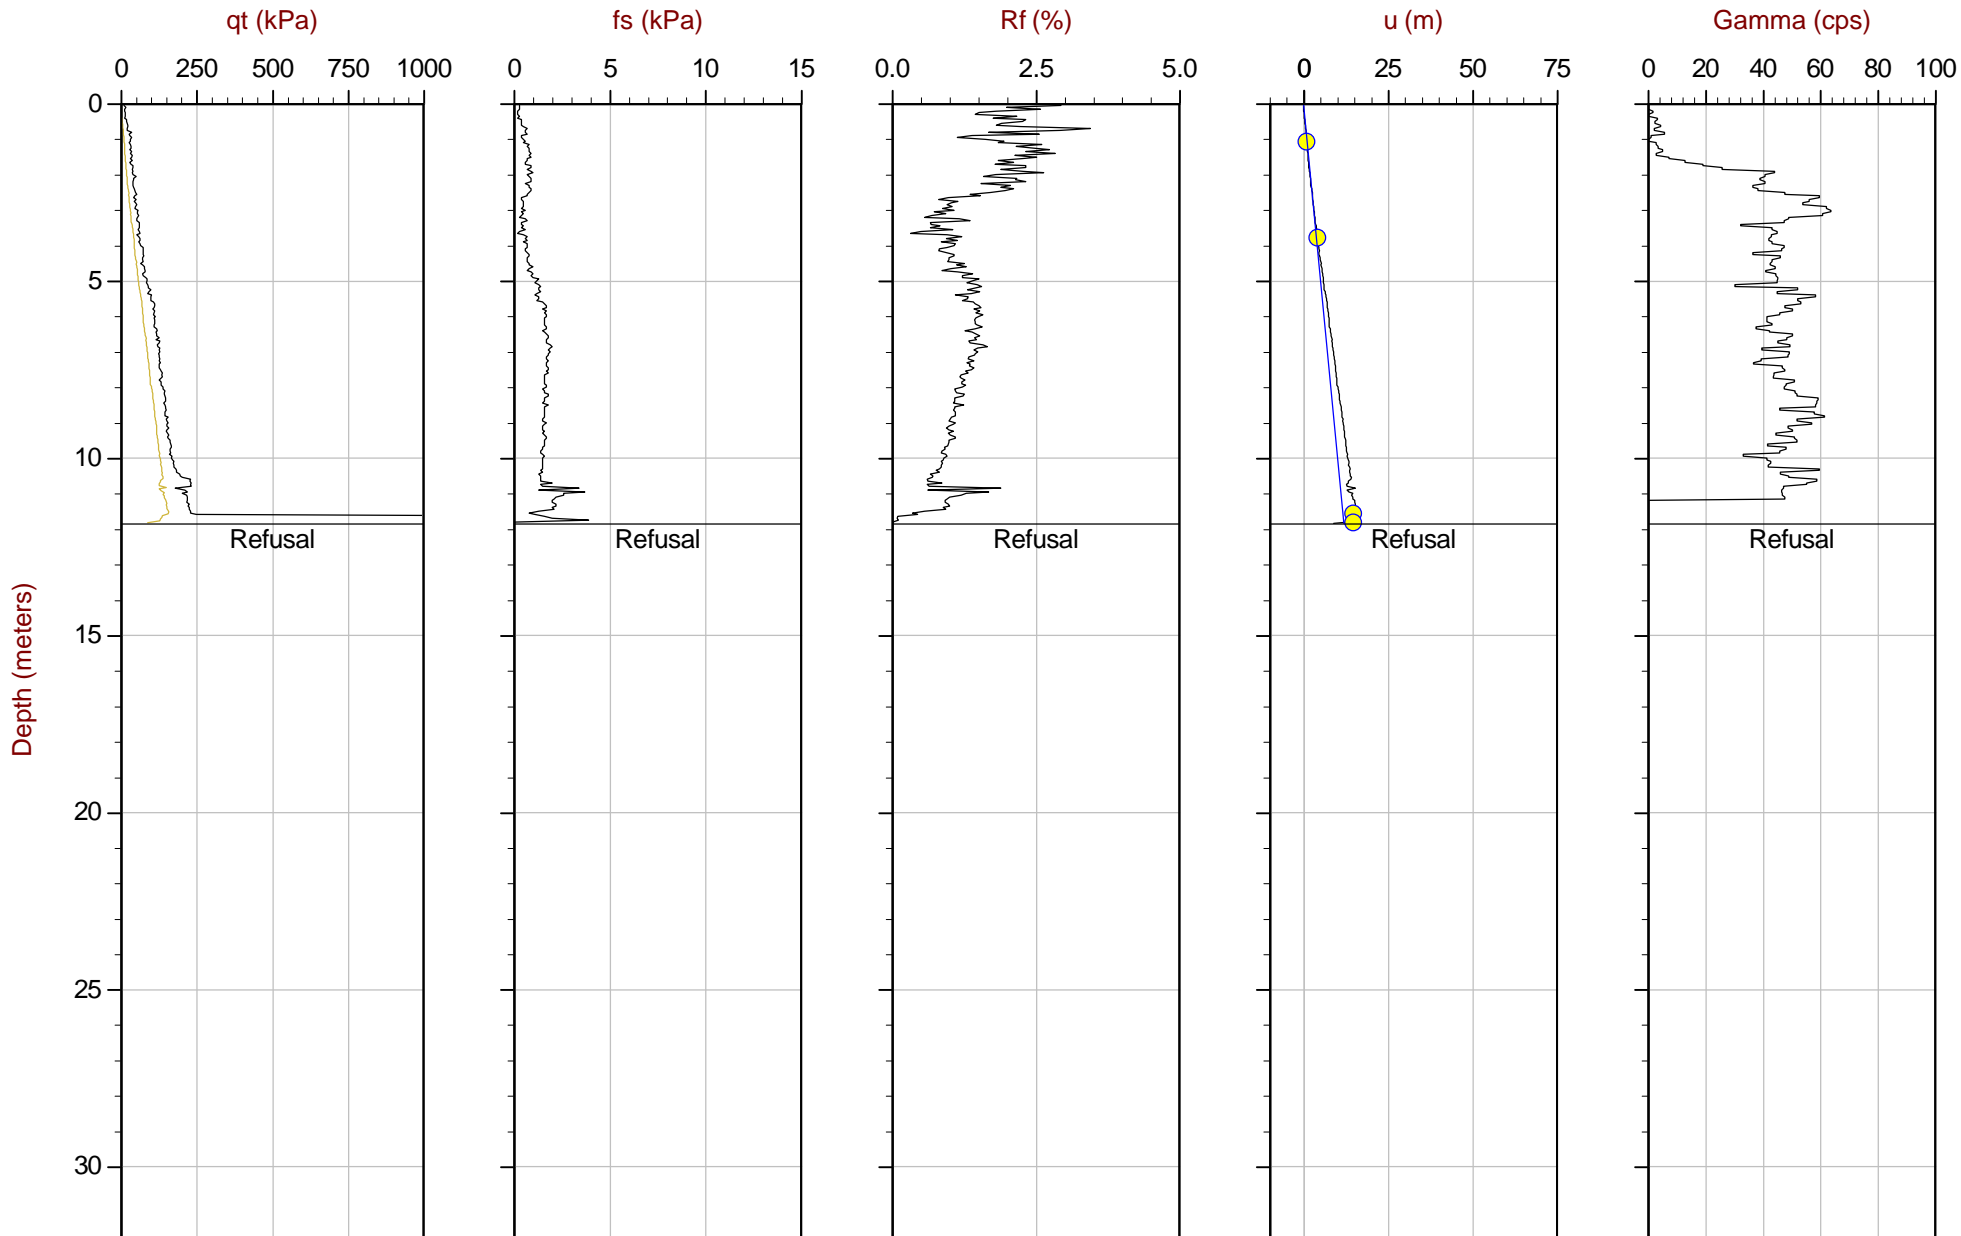 qt (kPa) fs (kPa) Rf (%) u (m) Gamma (cps)
0 250 500 750 1000 0 5 10 15 0.0 2.5 5.0 0 25 50 75 0 20 40 60 80 100
0
5
10
Refusal Refusal Refusal Refusal Refusal
15
Depth (meters)
20
25
30